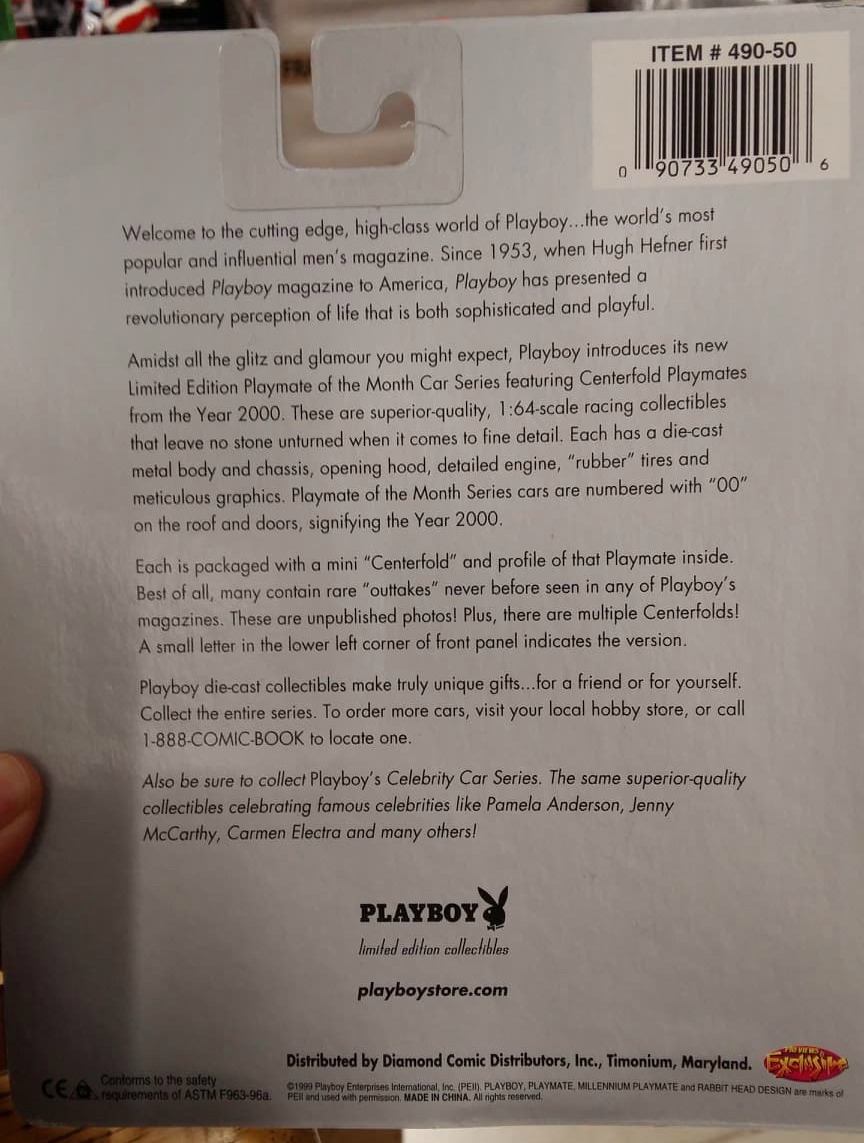 ITEM # 490-50
0 90733 49050 6
Welcome to the cutting edge, high-class world of Playboy...the world's most
popular and influential men's magazine. Since 1953, when Hugh Hefner first
introduced Playboy magazine to America, Playboy has presented a
revolutionary perception of life that is both sophisticated and playful.
Amidst all the glitz and glamour you might expect, Playboy introduces its new
Limited Edition Playmate of the Month Car Series featuring Centerfold Playmates
from the Year 2000. These are superior-quality, 1:64-scale racing collectibles
that leave no stone unturned when it comes to fine detail. Each has a die-cast
metal body and chassis, opening hood, detailed engine, "rubber" tires and
meticulous graphics. Playmate of the Month Series cars are numbered with "00"
on the roof and doors, signifying the Year 2000.
Each is packaged with a mini "Centerfold" and profile of that Playmate inside.
Best of all, many contain rare "outtakes" never before seen in any of Playboy's
magazines. These are unpublished photos! Plus, there are multiple Centerfolds!
A small letter in the lower left corner of front panel indicates the version.
Playboy die-cast collectibles make truly unique gifts...for a friend or for yourself.
Collect the entire series. To order more cars, visit your local hobby store, or call
1-888-COMIC-BOOK to locate one.
Also be sure to collect Playboy's Celebrity Car Series. The same superior-quality
collectibles celebrating famous celebrities like Pamela Anderson, Jenny
McCarthy, Carmen Electra and many others!
PLAYBOY
limited edition collectibles
playboystore.com
Distributed by Diamond Comic Distributors, Inc., Timonium, Maryland.
PREVIEWS
EXCLUSIVE
CE
Conforms to the safety
requirements of ASTM F963-96a.
©1999 Playboy Enterprises International, Inc. (PEII). PLAYBOY, PLAYMATE, MILLENNIUM PLAYMATE and RABBIT HEAD DESIGN are marks of
PEII and used with permission. MADE IN CHINA. All rights reserved.